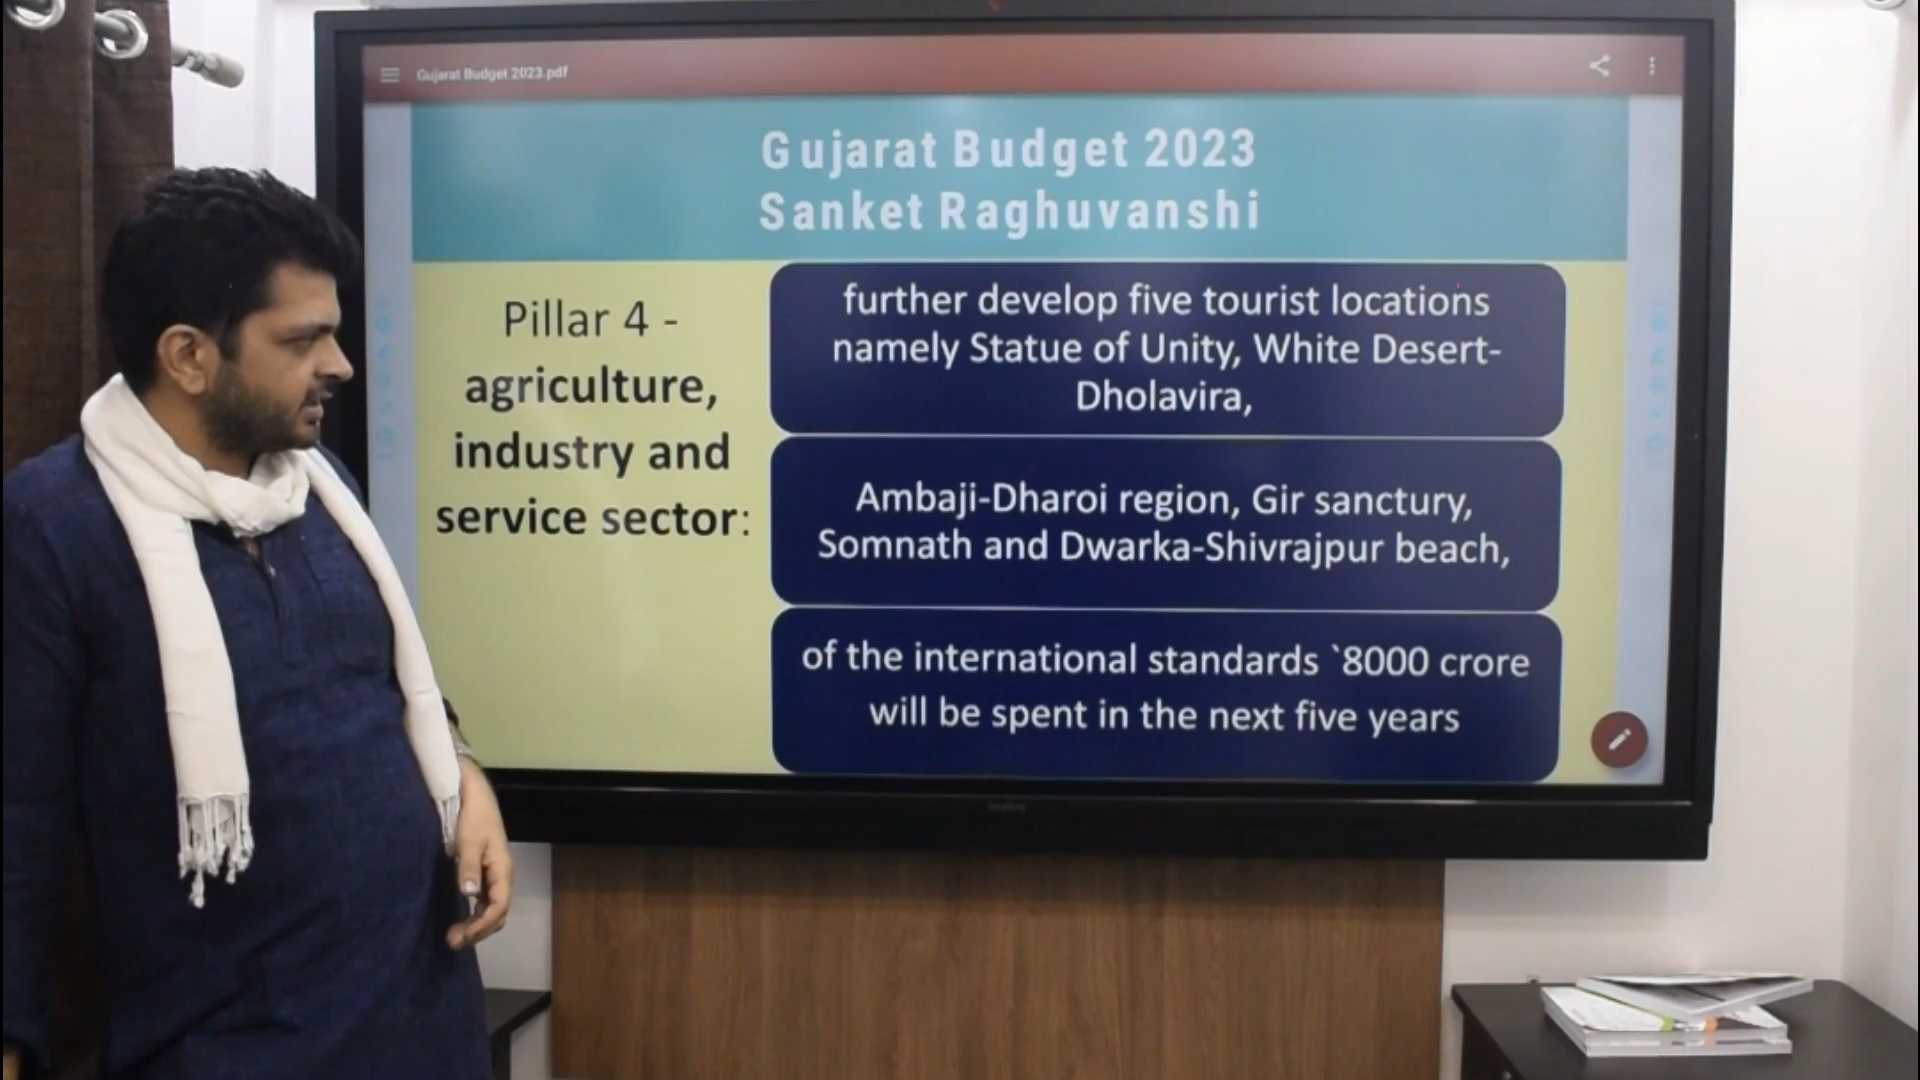 Gujarat Budget 2023.pdf
Gujarat Budget 2023
Sanket Raghuvanshi
Pillar 4 -
agriculture,
industry and
service sector:
further develop five tourist locations
namely Statue of Unity, White Desert-
Dholavira,
Ambaji-Dharoi region, Gir sanctury,
Somnath and Dwarka-Shivrajpur beach,
of the international standards `8000 crore
will be spent in the next five years